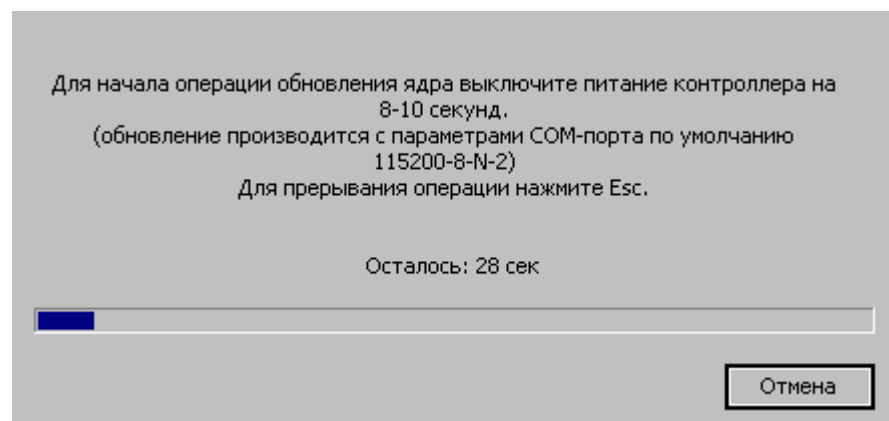 Для начала операции обновления ядра выключите питание контроллера на
8-10 секунд.
(обновление производится с параметрами COM-порта по умолчанию
115200-8-N-2)
Для прерывания операции нажмите Esc.
Осталось: 28 сек
Отмена